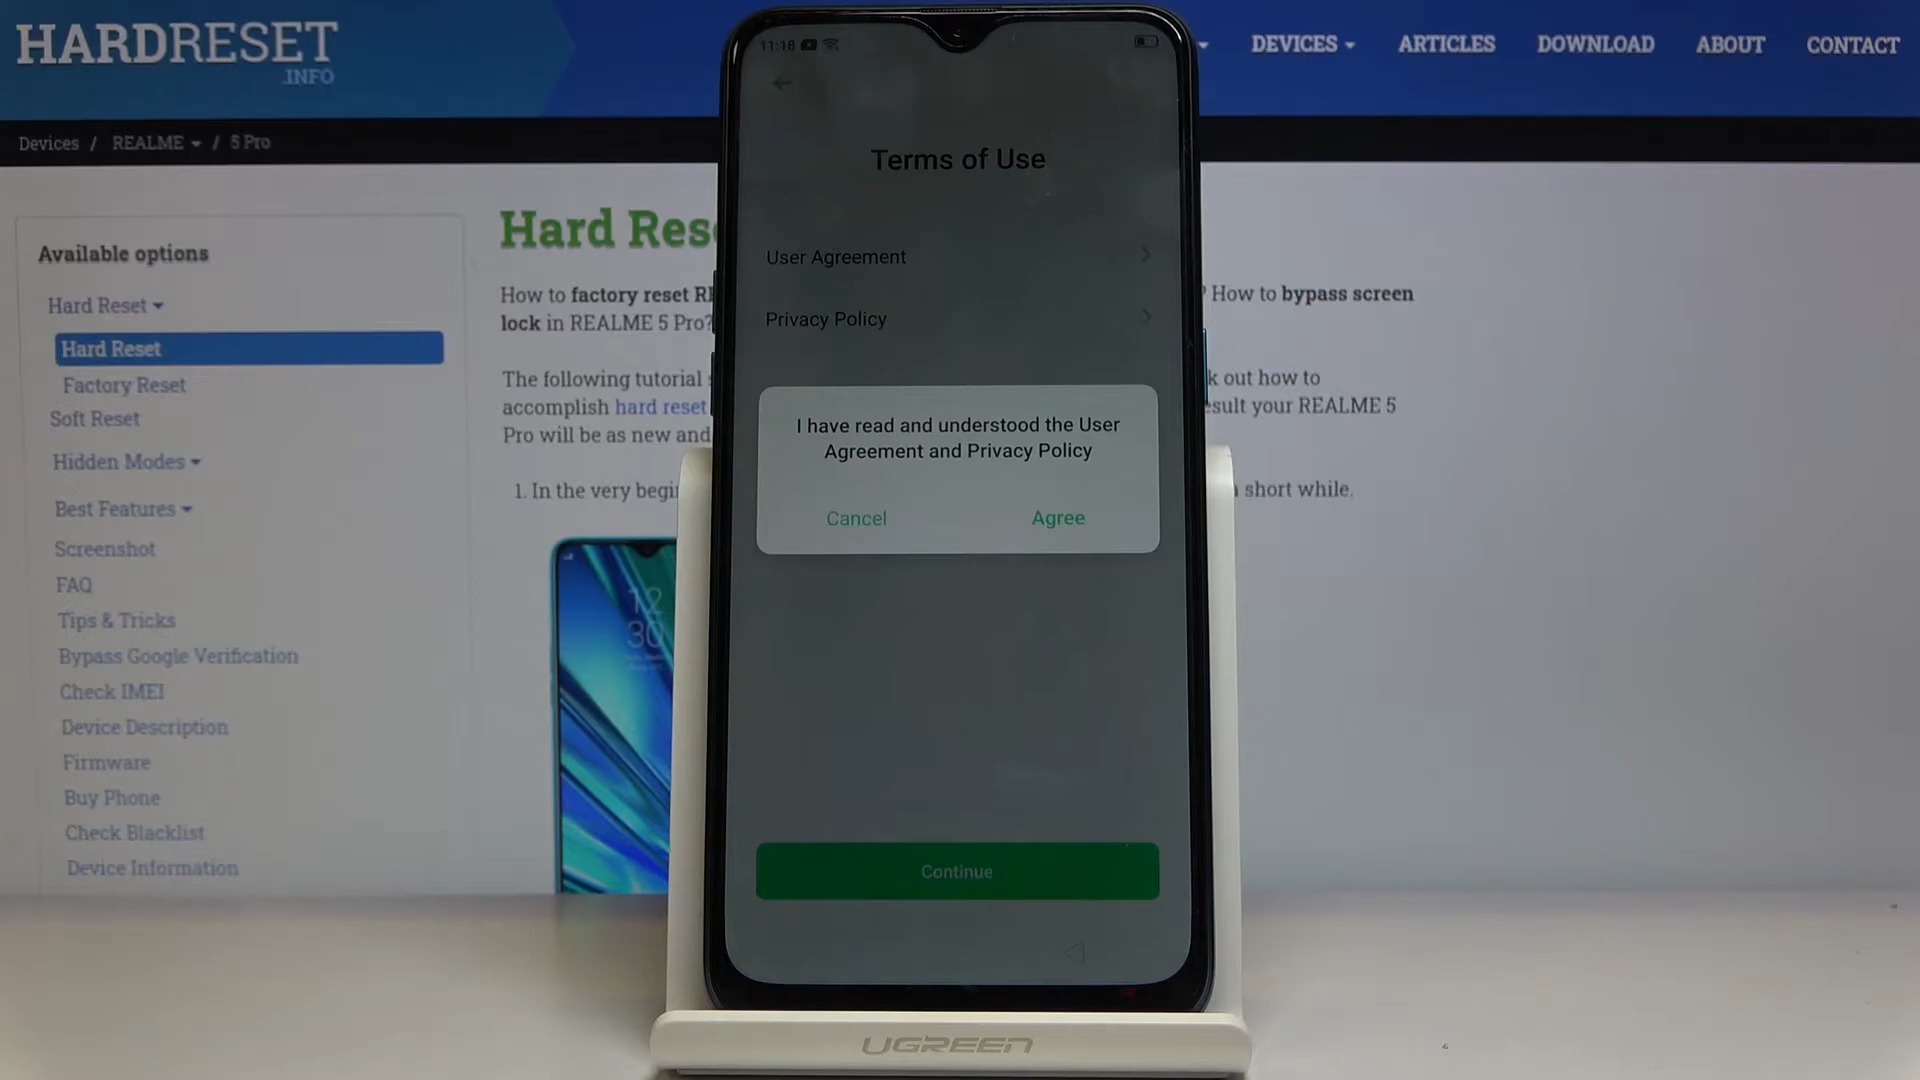 HARDRESET
.INFO
DEVICES
ARTICLES
DOWNLOAD
ABOUT
CONTACT
Devices / REALME / 5 Pro
Available options
Hard Reset
Hard Reset
Factory Reset
Soft Reset
Hidden Modes
Best Features
Screenshot
FAQ
Tips & Tricks
Bypass Google Verification
Check IMEI
Device Description
Firmware
Buy Phone
Check Blacklist
Device Information
Hard
How to factory reset
? How to bypass screen
lock in REALME 5 Pro?
The following tutorial
out how to
accomplish hard reset
your REALME 5
Pro will be as new and
1. In the very
short while.
12
30
11:18
Terms of Use
User Agreement
Privacy Policy
I have read and understood the User
Agreement and Privacy Policy
Cancel
Agree
Continue
UGREEN